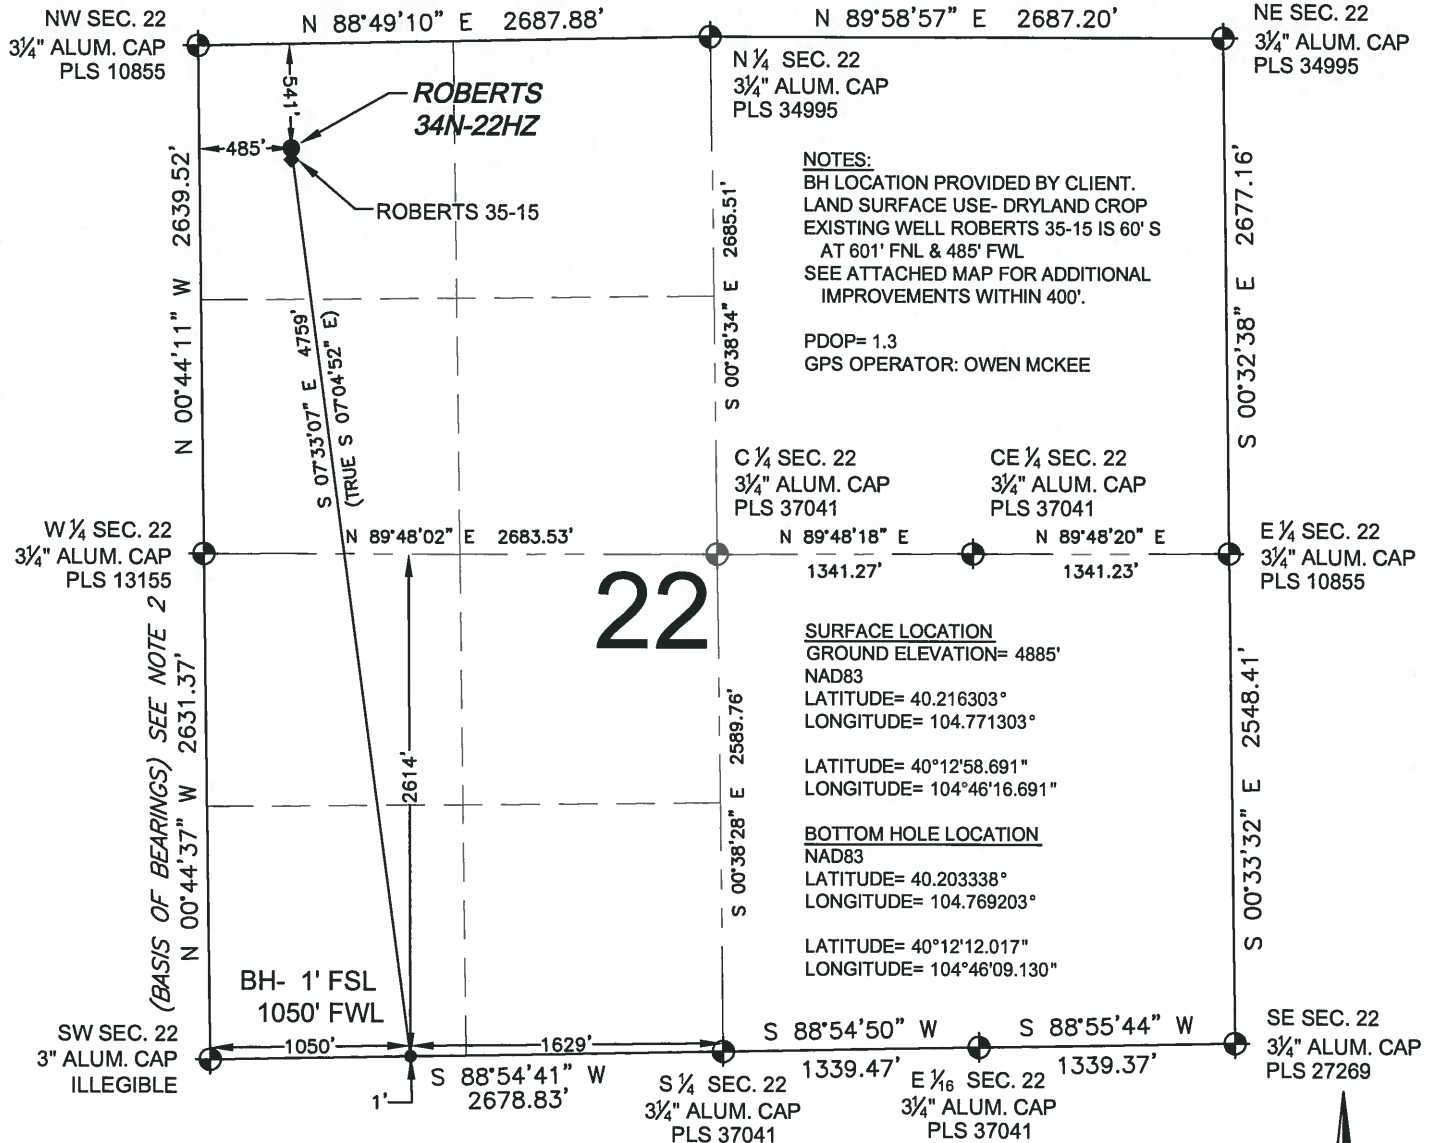 NW SEC. 22
3¼" ALUM. CAP
PLS 10855
N 88°49'10" E 2687.88'
N 89°58'57" E 2687.20'
NE SEC. 22
3¼" ALUM. CAP
PLS 34995
N ¼ SEC. 22
3¼" ALUM. CAP
PLS 34995
541'
485'
ROBERTS
34N-22HZ
ROBERTS 35-15
N 00°44'11" W 2639.52'
S 07°33'07" E 4759'
(TRUE S 07°04'52" E)
S 00°38'34" E 2685.51'
NOTES:
BH LOCATION PROVIDED BY CLIENT.
LAND SURFACE USE- DRYLAND CROP
EXISTING WELL ROBERTS 35-15 IS 60' S
AT 601' FNL & 485' FWL
SEE ATTACHED MAP FOR ADDITIONAL
IMPROVEMENTS WITHIN 400'.
PDOP= 1.3
GPS OPERATOR: OWEN MCKEE
S 00°32'38" E 2677.16'
C ¼ SEC. 22
3¼" ALUM. CAP
PLS 37041
CE ¼ SEC. 22
3¼" ALUM. CAP
PLS 37041
W ¼ SEC. 22
3¼" ALUM. CAP
PLS 13155
N 89°48'02" E 2683.53'
N 89°48'18" E
1341.27'
N 89°48'20" E
1341.23'
E ¼ SEC. 22
3¼" ALUM. CAP
PLS 10855
22
(BASIS OF BEARINGS) SEE NOTE 2
N 00°44'37" W 2631.37'
2614'
S 00°38'28" E 2589.76'
SURFACE LOCATION
GROUND ELEVATION= 4885'
NAD83
LATITUDE= 40.216303°
LONGITUDE= 104.771303°
LATITUDE= 40°12'58.691"
LONGITUDE= 104°46'16.691"
BOTTOM HOLE LOCATION
NAD83
LATITUDE= 40.203338°
LONGITUDE= 104.769203°
LATITUDE= 40°12'12.017"
LONGITUDE= 104°46'09.130"
S 00°33'32" E 2548.41'
BH- 1' FSL
1050' FWL
SW SEC. 22
3" ALUM. CAP
ILLEGIBLE
1050'
1629'
1'
S 88°54'41" W
2678.83'
S ¼ SEC. 22
3¼" ALUM. CAP
PLS 37041
S 88°54'50" W
1339.47'
E 1⁄16 SEC. 22
3¼" ALUM. CAP
PLS 37041
S 88°55'44" W
1339.37'
SE SEC. 22
3¼" ALUM. CAP
PLS 27269